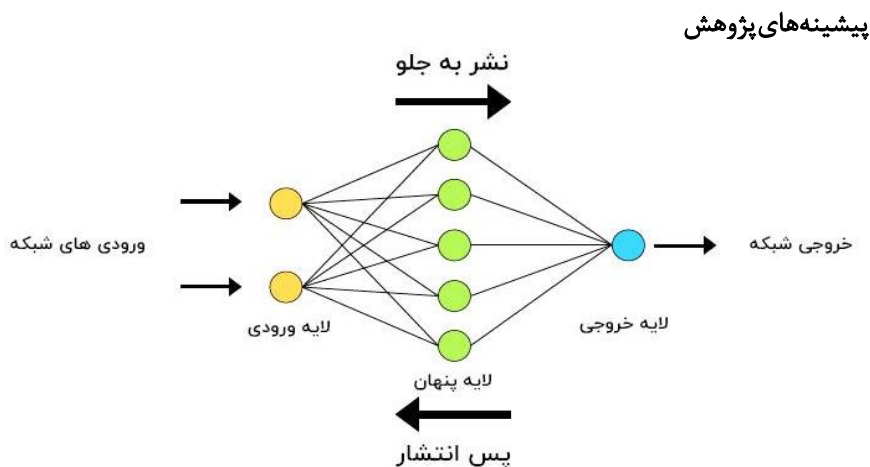 پیشینه‌های پژوهش
نشر به جلو
ورودی های شبکه
خروجی شبکه
لایه ورودی
لایه خروجی
لایه پنهان
پس انتشار